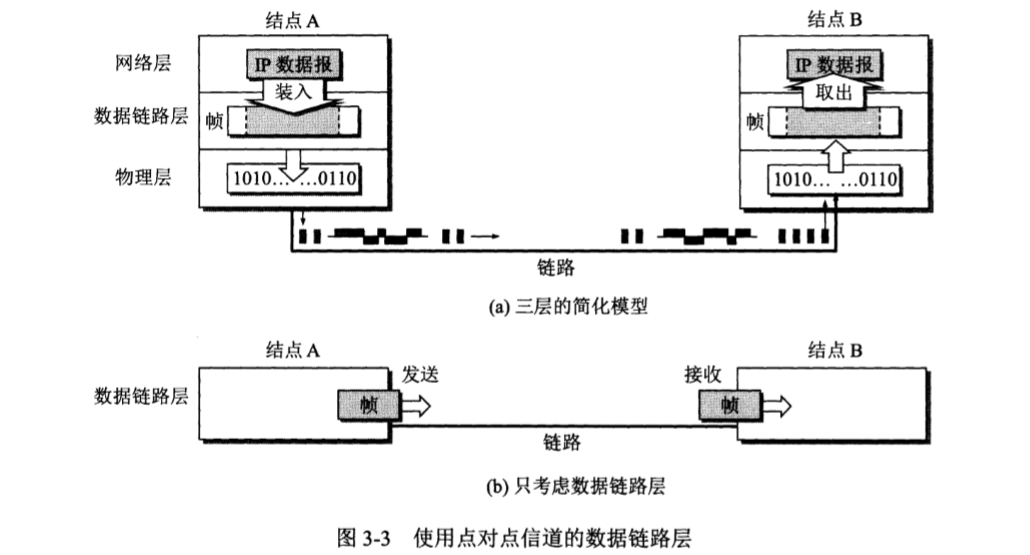 结点 A 结点 B
网络层 IP 数据报 IP 数据报
装入 取出
数据链路层 帧 帧
物理层 1010… …0110 1010… …0110
链路
(a) 三层的简化模型
结点 A 结点 B
发送 接收
数据链路层 帧 帧
链路
(b) 只考虑数据链路层
图 3-3 使用点对点信道的数据链路层